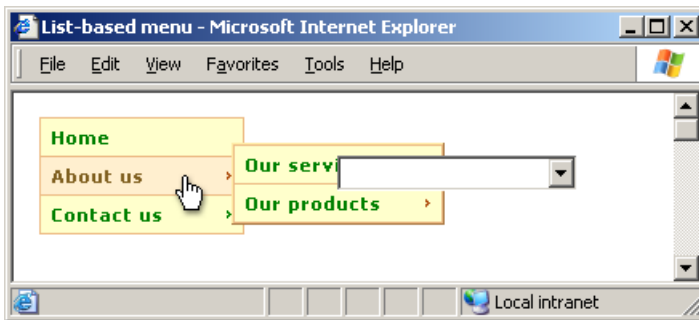 List-based menu - Microsoft Internet Explorer
File Edit View Favorites Tools Help
Home
About us
Contact us
Our servi
Our products
Local intranet